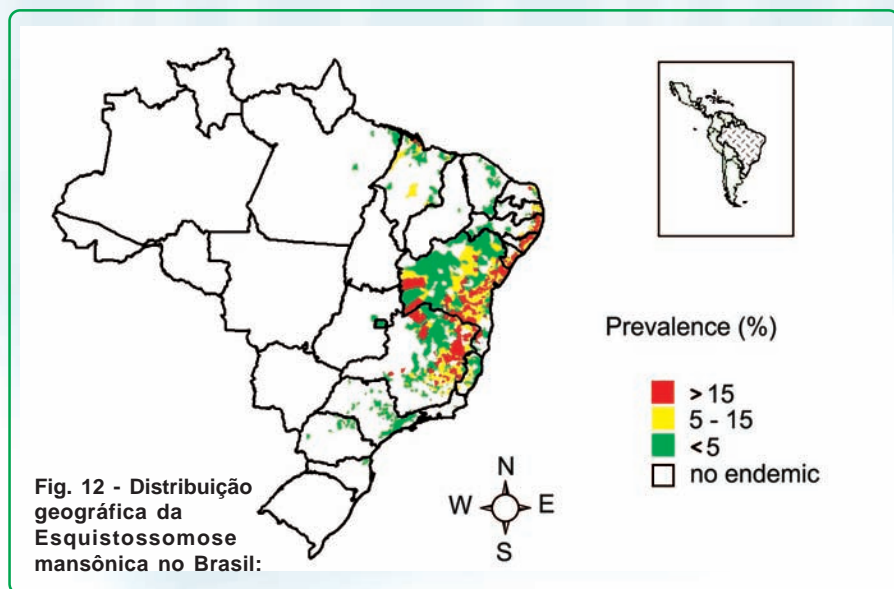 Prevalence (%)
> 15
5 - 15
<5
no endemic
N
W E
S
Fig. 12 - Distribuição
geográfica da
Esquistossomose
mansônica no Brasil: